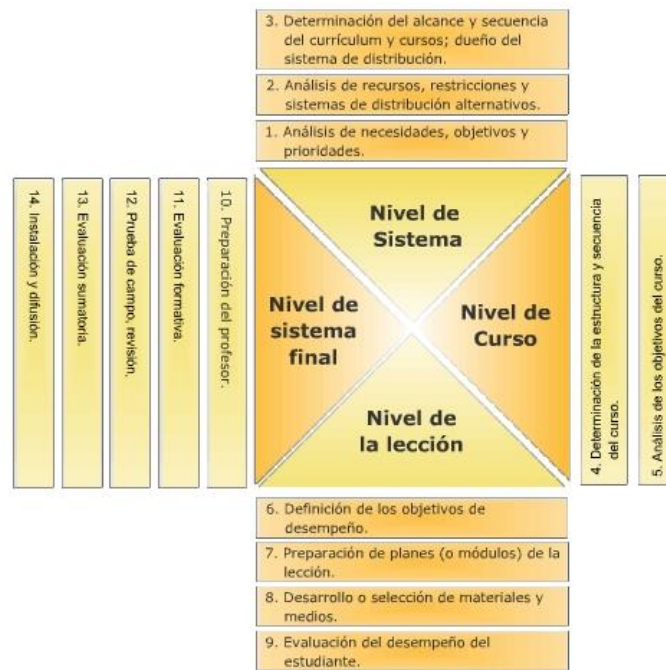 3. Determinación del alcance y secuencia
del currículum y cursos; dueño del
sistema de distribución.
2. Análisis de recursos, restricciones y
sistemas de distribución alternativos.
1. Análisis de necesidades, objetivos y
prioridades.
14. Instalación y difusión.
13. Evaluación sumatoria.
12. Prueba de campo, revisión.
11. Evaluación formativa.
10. Preparación del profesor.
Nivel de
Sistema
Nivel de
sistema
final
Nivel de
Curso
Nivel de
la lección
4. Determinación de la estructura y secuencia
del curso.
5. Análisis de los objetivos del curso.
6. Definición de los objetivos de
desempeño.
7. Preparación de planes (o módulos) de la
lección.
8. Desarrollo o selección de materiales y
medios.
9. Evaluación del desempeño del
estudiante.